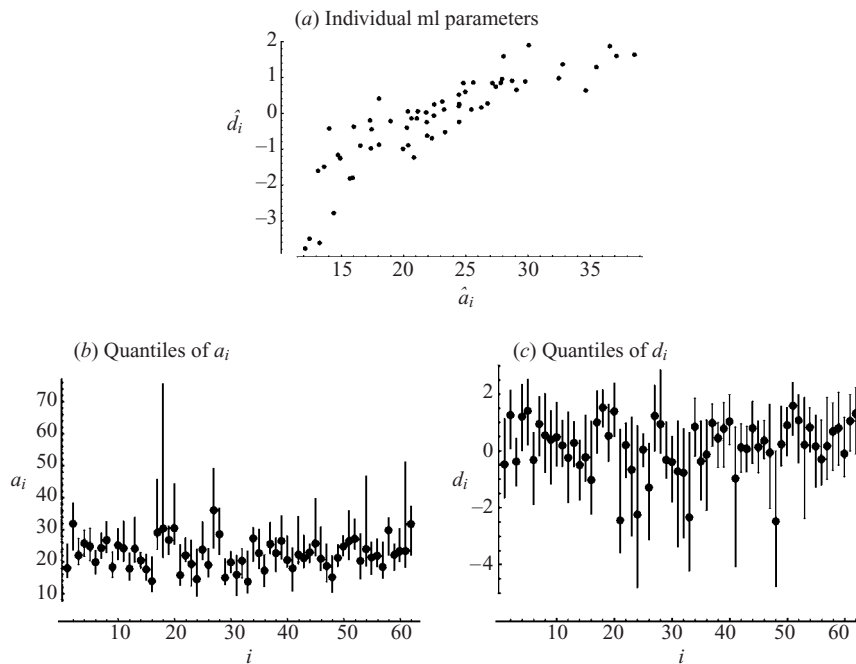 (a) Individual ml parameters
2
1
0
−1
−2
−3
d̂i
15 20 25 30 35
âi
(b) Quantiles of ai
70
60
50
40
30
20
10
ai
10 20 30 40 50 60
i
(c) Quantiles of di
2
0
−2
−4
di
10 20 30 40 50 60
i